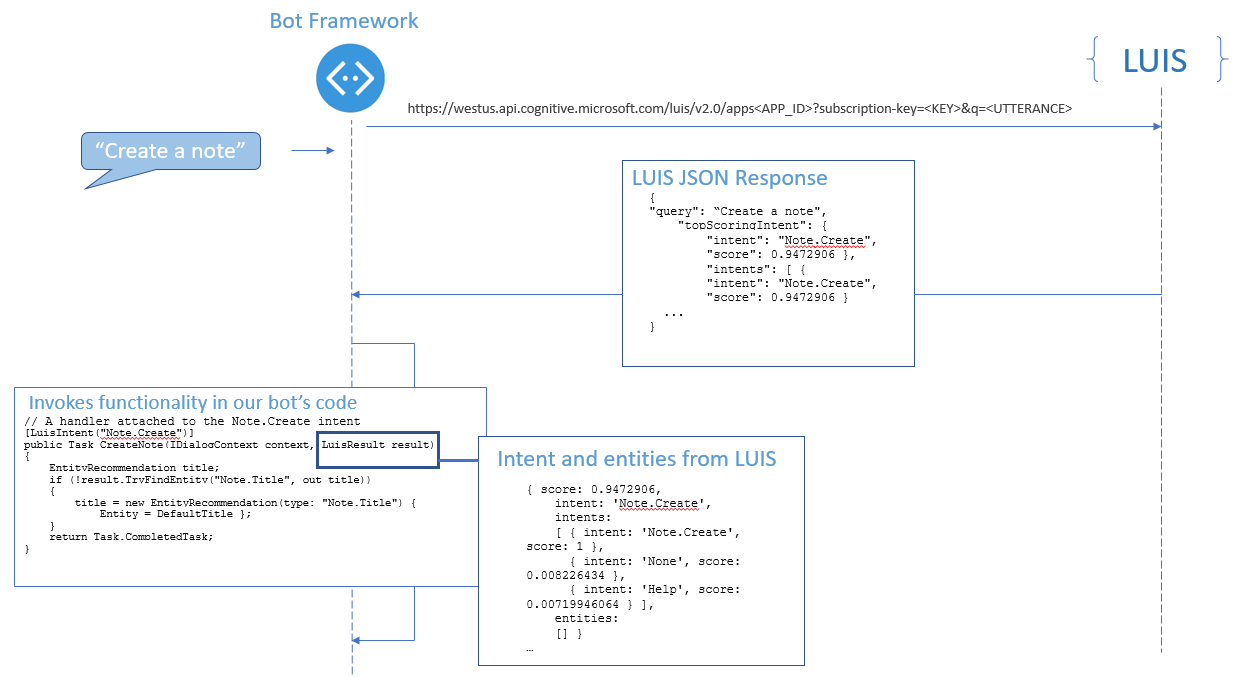 Bot Framework
LUIS
https://westus.api.cognitive.microsoft.com/luis/v2.0/apps<APP_ID>?subscription-key=<KEY>&q=<UTTERANCE>
“Create a note”
LUIS JSON Response
{
"query": “Create a note",
"topScoringIntent": {
"intent": "Note.Create",
"score": 0.9472906 },
"intents": [ {
"intent": "Note.Create",
"score": 0.9472906 }
...
}
Invokes functionality in our bot’s code
// A handler attached to the Note.Create intent
[LuisIntent("Note.Create")]
public Task CreateNote(IDialogContext context, LuisResult result)
{
EntityRecommendation title;
if (!result.TryFindEntity("Note.Title", out title))
{
title = new EntityRecommendation(type: "Note.Title") {
Entity = DefaultTitle };
}
return Task.CompletedTask;
}
Intent and entities from LUIS
{ score: 0.9472906,
intent: 'Note.Create',
intents:
[ { intent: 'Note.Create',
score: 1 },
{ intent: 'None', score:
0.008226434 },
{ intent: 'Help', score:
0.00719946064 } ],
entities:
[] }
…